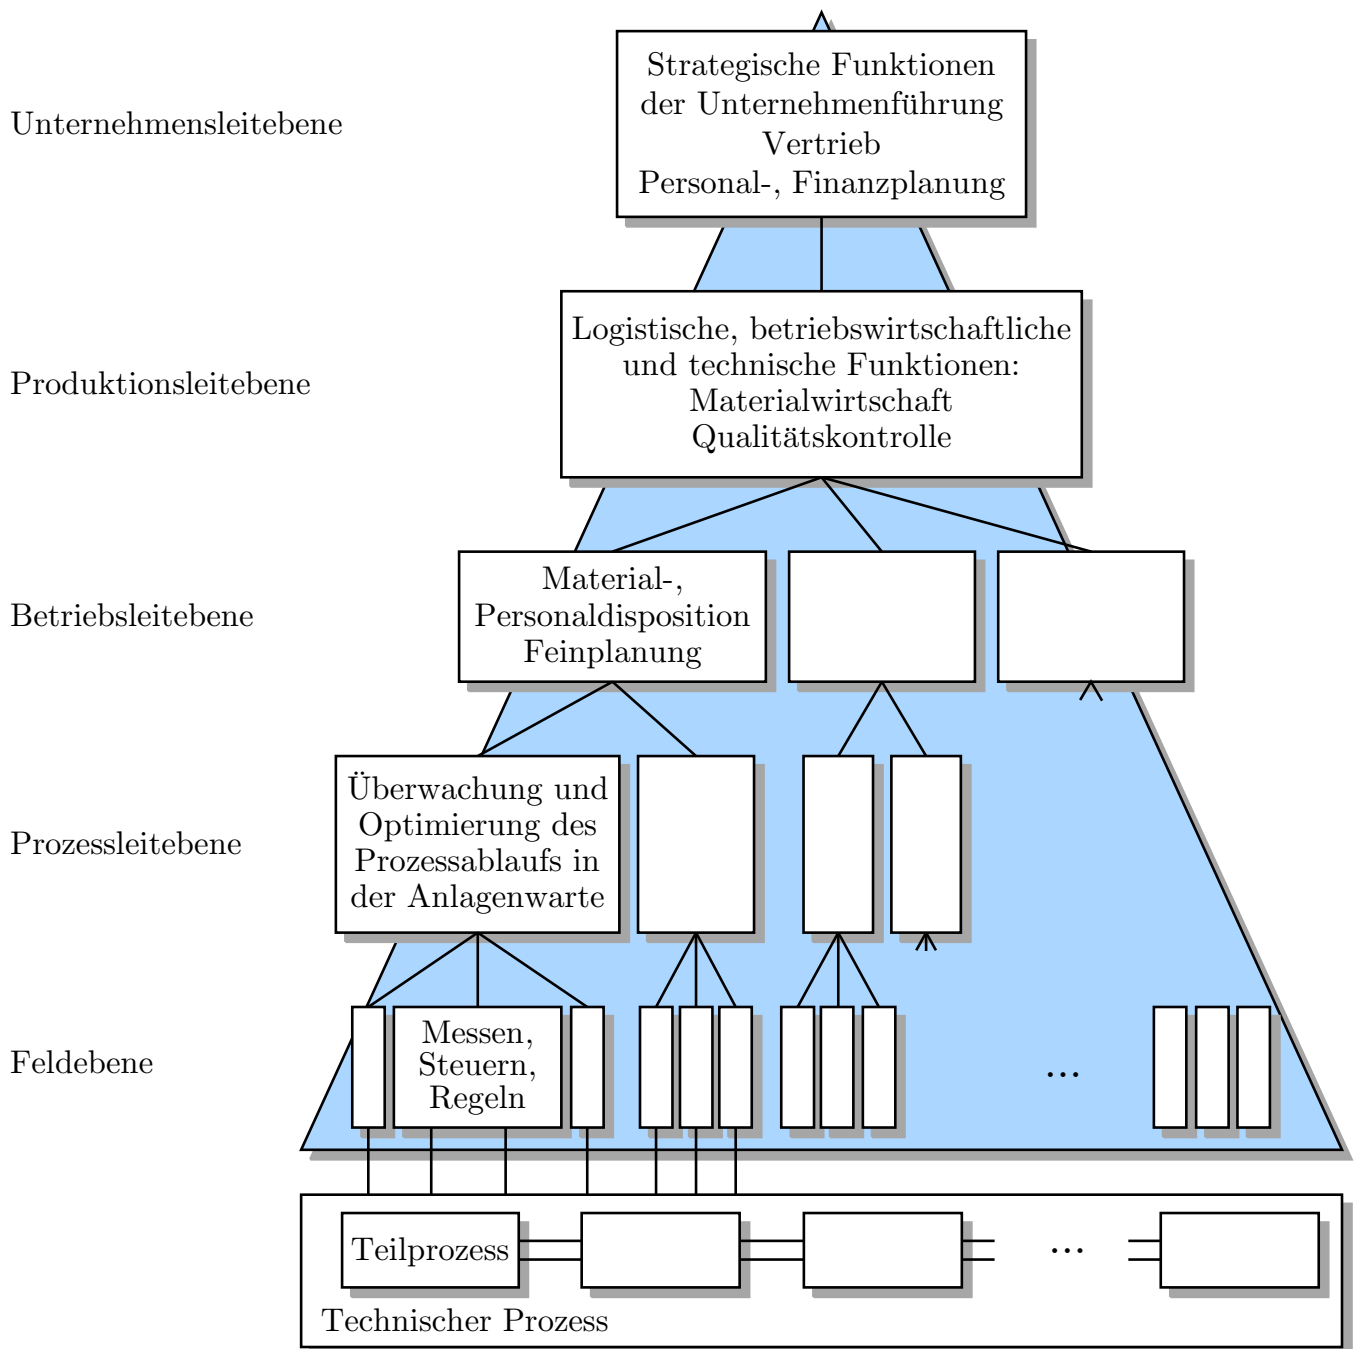 Unternehmensleitebene
Strategische Funktionen
der Unternehmenführung
Vertrieb
Personal-, Finanzplanung
Produktionsleitebene
Logistische, betriebswirtschaftliche
und technische Funktionen:
Materialwirtschaft
Qualitätskontrolle
Betriebsleitebene
Material-,
Personaldisposition
Feinplanung
Prozessleitebene
Überwachung und
Optimierung des
Prozessablaufs in
der Anlagenwarte
Feldebene
Messen,
Steuern,
Regeln
...
Teilprozess
...
Technischer Prozess